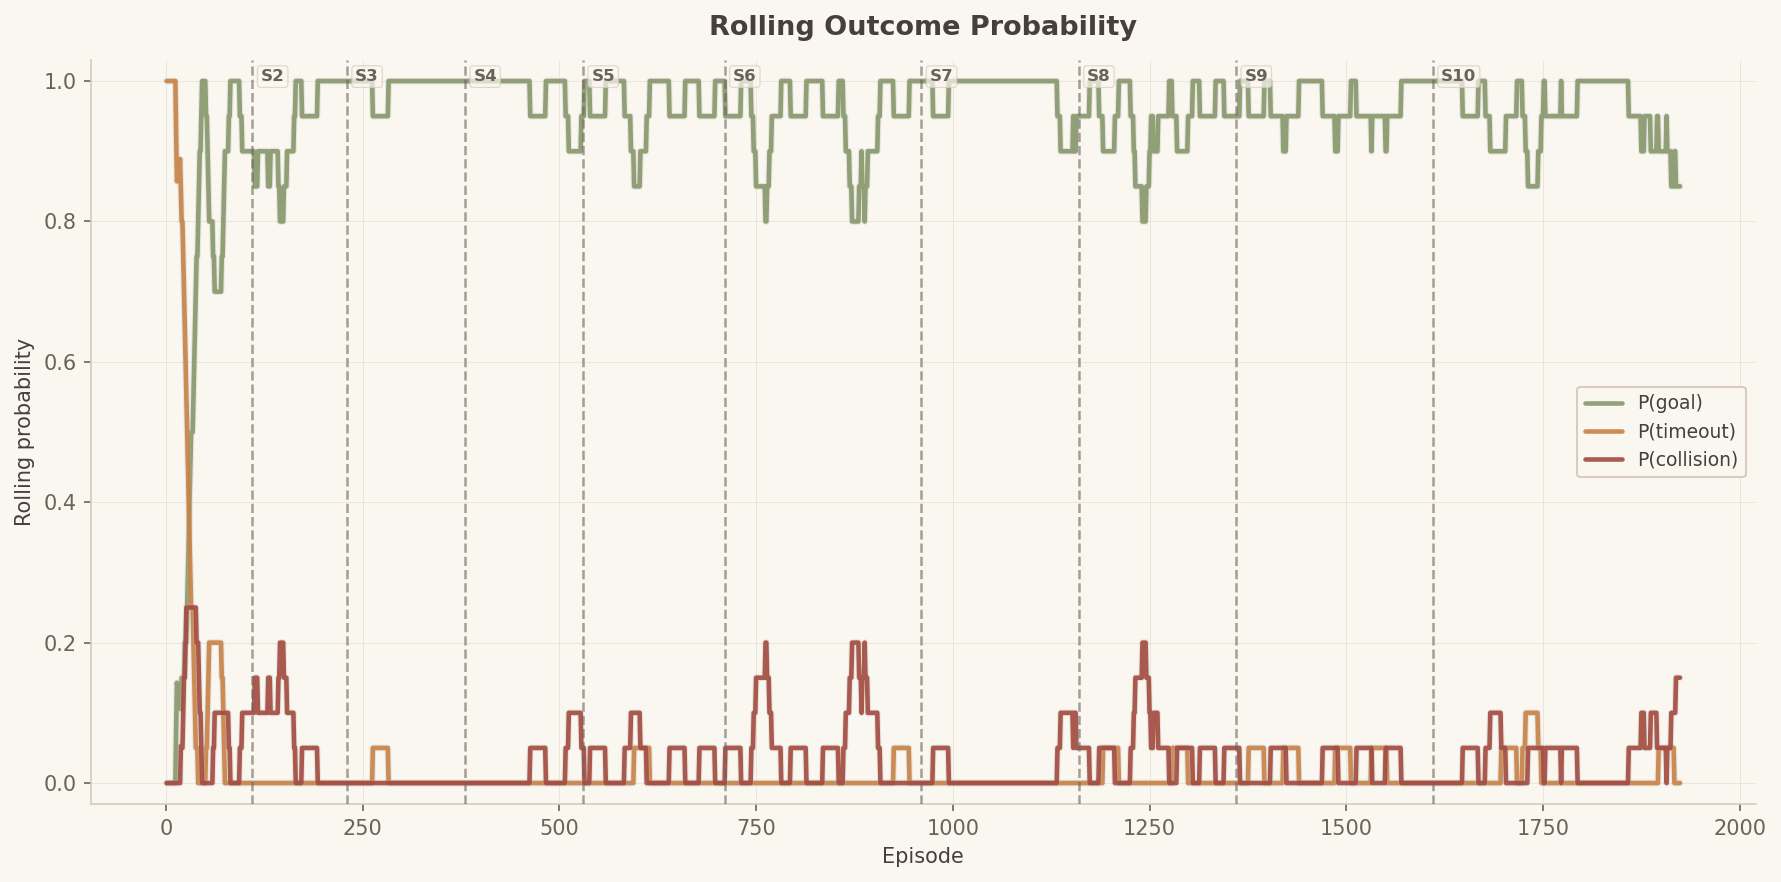 Rolling Outcome Probability
S2 S3 S4 S5 S6 S7 S8 S9 S10
1.0
0.8
0.6
0.4
0.2
0.0
Rolling probability
P(goal)
P(timeout)
P(collision)
0 250 500 750 1000 1250 1500 1750 2000
Episode